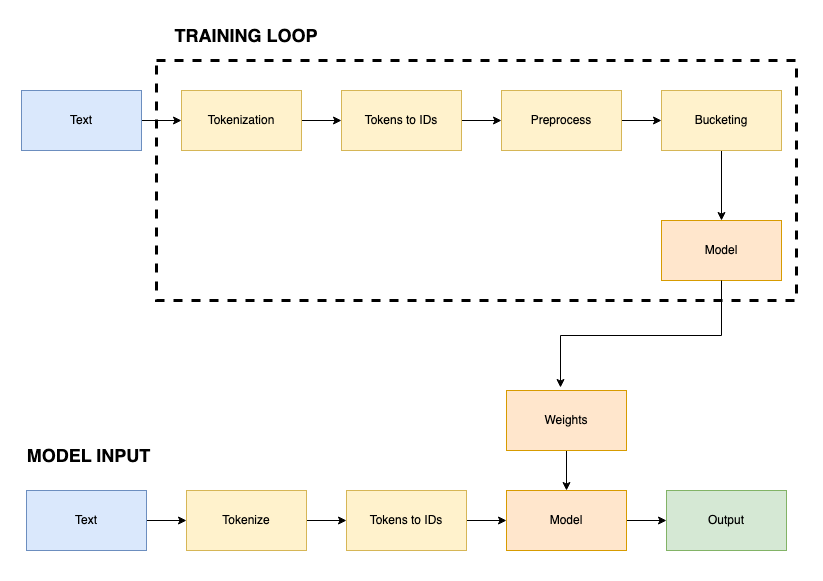 TRAINING LOOP
Text
Tokenization
Tokens to IDs
Preprocess
Bucketing
Model
Weights
MODEL INPUT
Text
Tokenize
Tokens to IDs
Model
Output